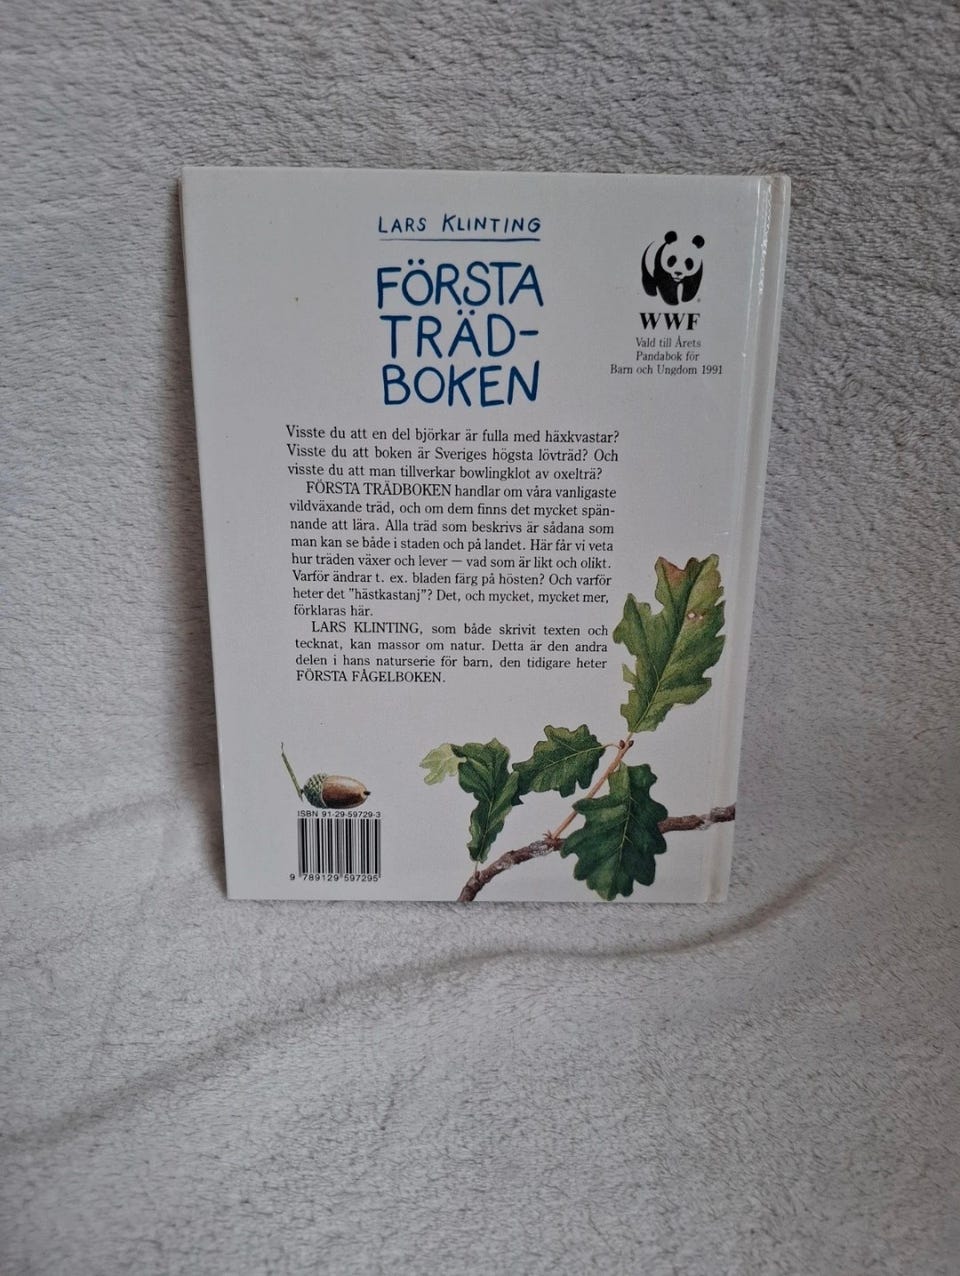 LARS KLINTING
FÖRSTA
TRÄD-
BOKEN
WWF
Vald till Årets
Pandabok för
Barn och Ungdom 1991
Visste du att en del björkar är fulla med häxkvastar?
Visste du att boken är Sveriges högsta lövträd? Och
visste du att man tillverkar bowlingklot av oxelträ?
FÖRSTA TRÄDBOKEN handlar om våra vanligaste
vildväxande träd, och om dem finns det mycket spän-
nande att lära. Alla träd som beskrivs är sådana som
man kan se både i staden och på landet. Här får vi veta
hur träden växer och lever — vad som är likt och olikt.
Varför ändrar t. ex. bladen färg på hösten? Och varför
heter det "hästkastanj"? Det, och mycket, mycket mer,
förklaras här.
LARS KLINTING, som både skrivit texten och
tecknat, kan massor om natur. Detta är den andra
delen i hans naturserie för barn, den tidigare heter
FÖRSTA FÅGELBOKEN.
ISBN 91-29-59729-3
9 789129 597295